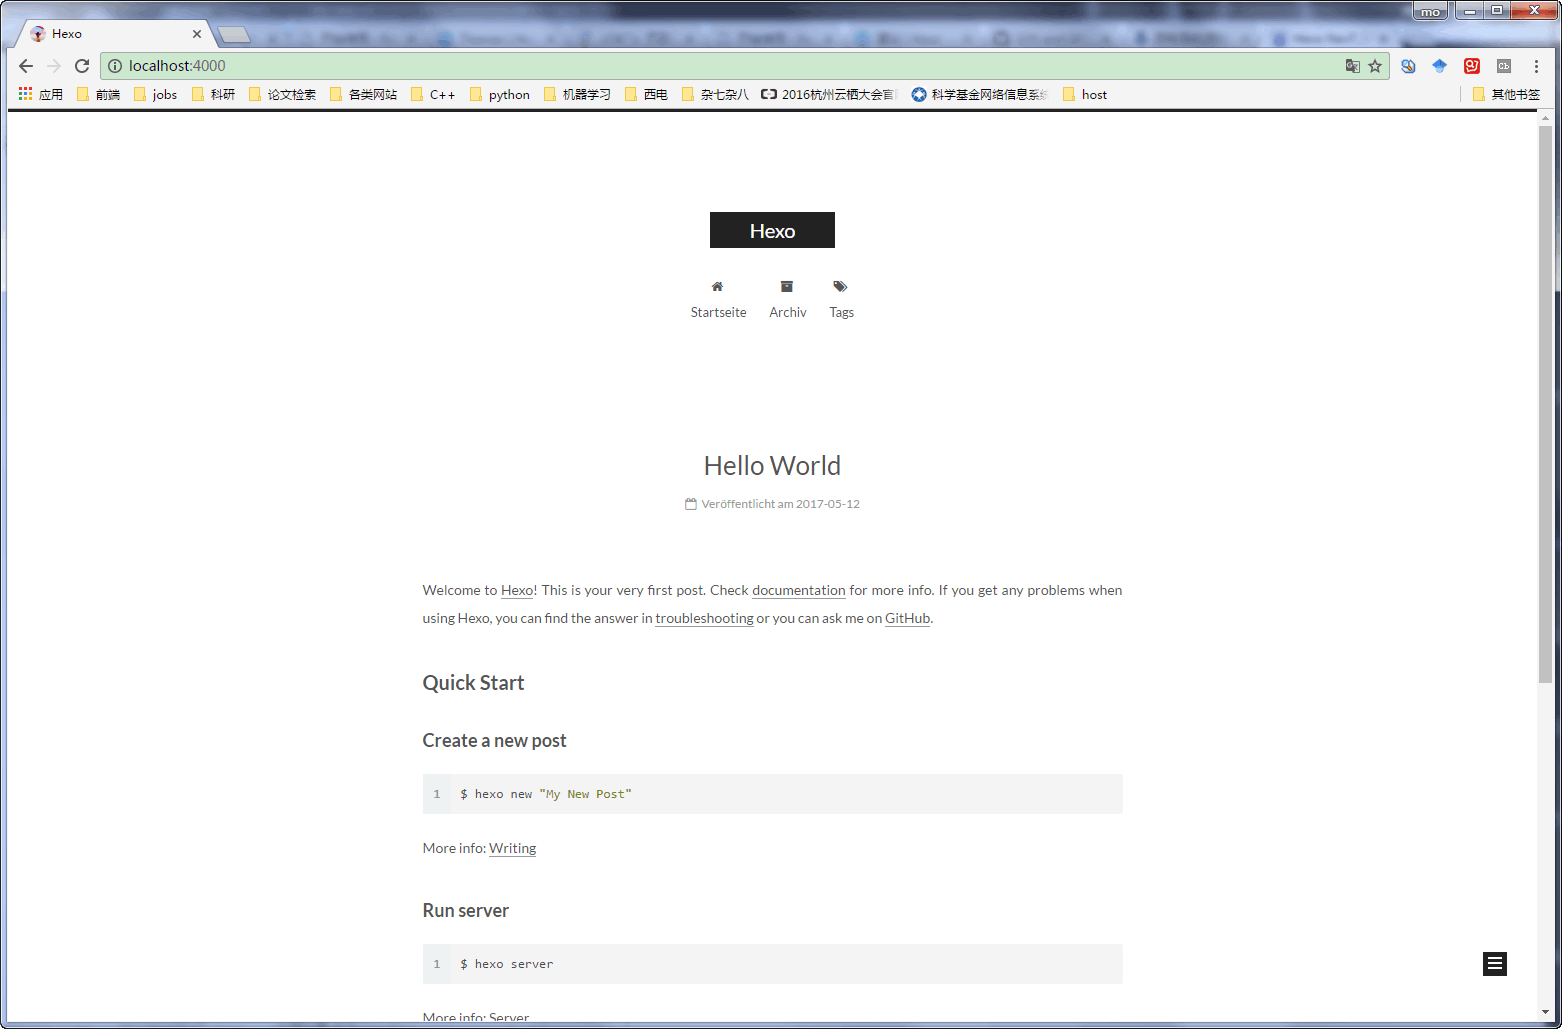 mo
Hexo
localhost:4000
应用 前端 jobs 科研 论文检索 各类网站 C++ python 机器学习 西电 杂七杂八 2016杭州云栖大会官 科学基金网络信息系统 host 其他书签
Hexo
Startseite Archiv Tags
Hello World
Veröffentlicht am 2017-05-12
Welcome to Hexo! This is your very first post. Check documentation for more info. If you get any problems when
using Hexo, you can find the answer in troubleshooting or you can ask me on GitHub.
Quick Start
Create a new post
1 $ hexo new "My New Post"
More info: Writing
Run server
1 $ hexo server
More info: Server